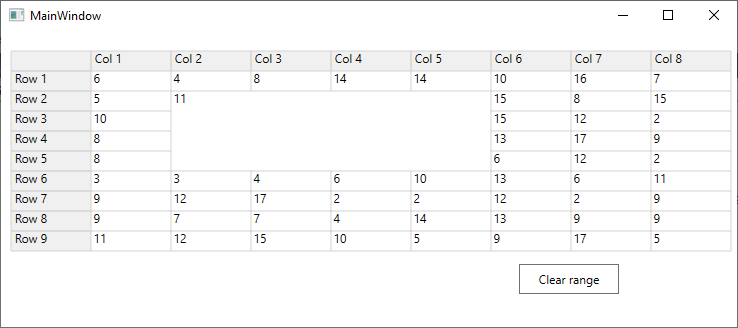 MainWindow
Col 1 Col 2 Col 3 Col 4 Col 5 Col 6 Col 7 Col 8
Row 1 6 4 8 14 14 10 16 7
Row 2 5 11 15 8 15
Row 3 10 15 12 2
Row 4 8 13 17 9
Row 5 8 6 12 2
Row 6 3 3 4 6 10 13 6 11
Row 7 9 12 17 2 2 12 2 9
Row 8 9 7 7 4 14 13 9 9
Row 9 11 12 15 10 5 9 17 5
Clear range